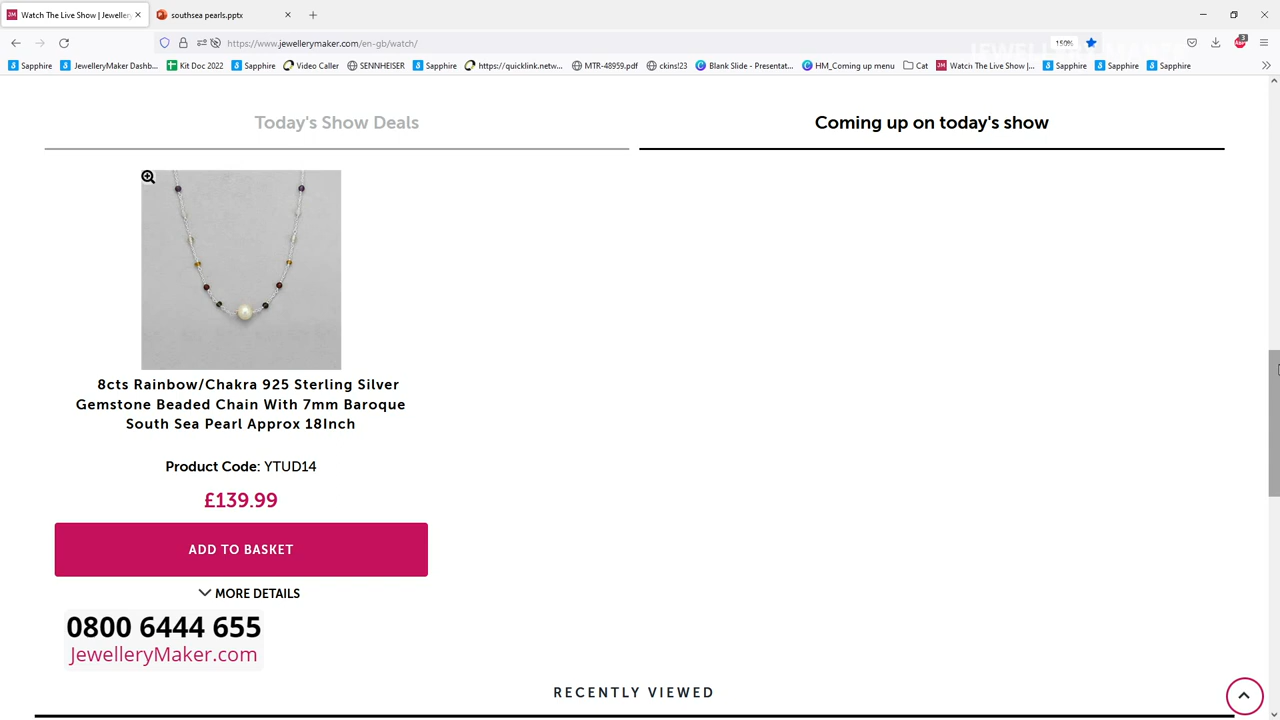 Watch The Live Show | Jeweller
southsea pearls.pptx
https://www.jewellerymaker.com
gb/watch/
150%
3
Sapphire
JewelleryMaker Dashb...
Kit Doc 2022
Sapphire
Video Caller
SENNHEISER
Sapphire
https://quicklink.netw...
MTR-48959.pdf
ckins!23
Blank Slide - Presentat...
HM_Coming up menu
Cat
Watch The Live Show |...
Sapphire
Sapphire
Sapphire
Today's Show Deals
Coming up on today's show
8cts Rainbow/Chakra 925 Sterling Silver
Gemstone Beaded Chain With 7mm Baroque
South Sea Pearl Approx 18Inch
Product Code: YTUD14
£139.99
ADD TO BASKET
MORE DETAILS
0800 6444 655
JewelleryMaker.com
RECENTLY VIEWED